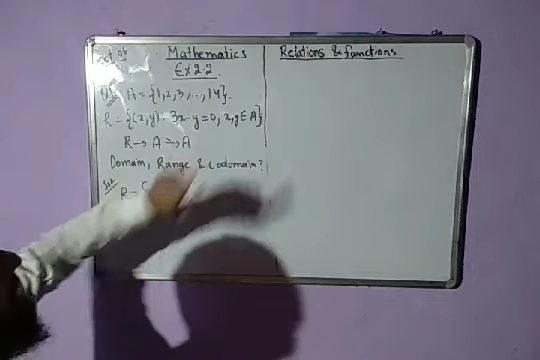 Mathematics
Ex 2.2
A = {1,2,3,...,14}.
R = {(x,y): 3x-y=0, x,y∈A}
R → A → A
Domain, Range & Codomain?
Sol R =
Relations & functions